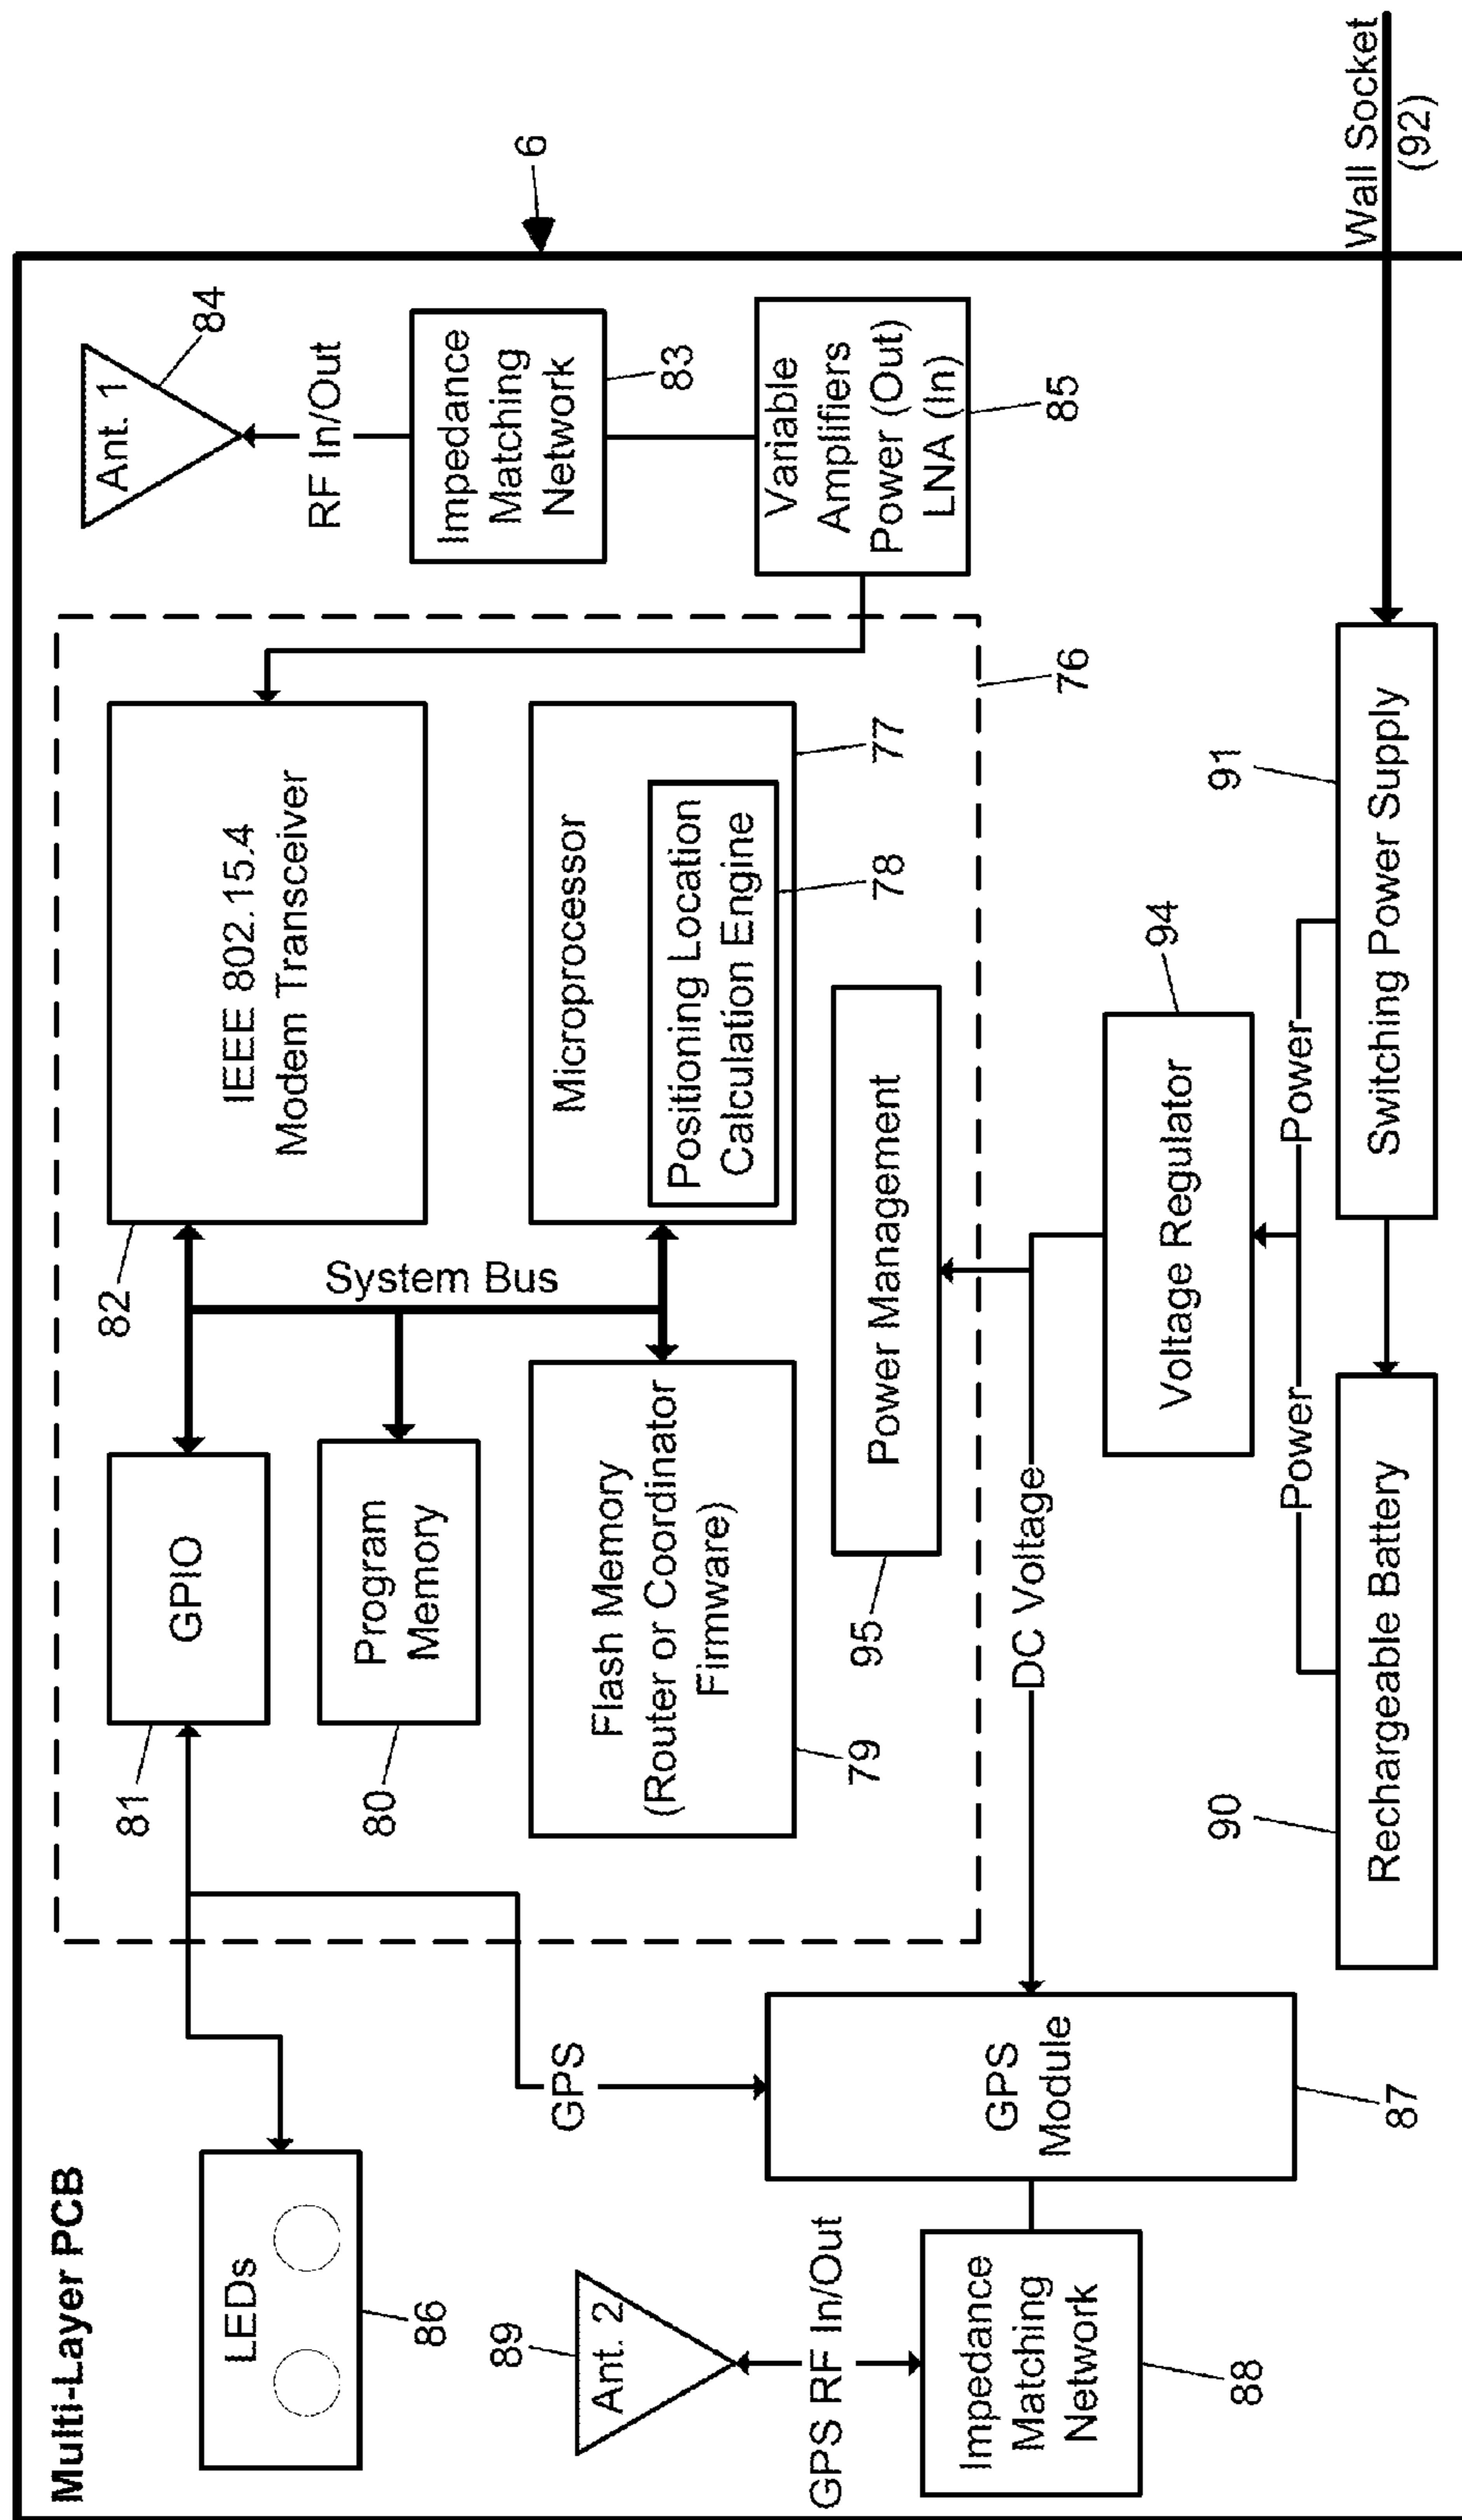 Multi-Layer PCB
LEDs
86
89
Ant. 2
GPS RF In/Out
Impedance
Matching
Network
88
GPS
GPS
Module
87
81
GPIO
80
Program
Memory
Flash Memory
(Router or Coordinator
Firmware)
79
System Bus
82
IEEE 802.15.4
Modem Transceiver
Microprocessor
Positioning Location
Calculation Engine
77
78
95
Power Management
76
Ant. 1
84
RF In/Out
Impedance
Matching
Network
83
Variable
Amplifiers
Power (Out)
LNA (In)
85
6
DC Voltage
Voltage Regulator
94
Power
Power
90
Rechargeable Battery
91
Switching Power Supply
Wall Socket
(92)